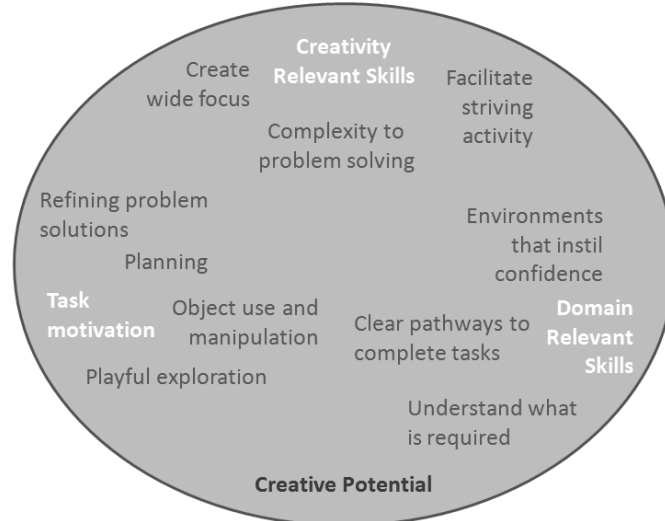 Creativity
Relevant Skills
Create
wide focus
Facilitate
striving
activity
Complexity to
problem solving
Refining problem
solutions
Planning
Environments
that instil
confidence
Task
motivation
Object use and
manipulation
Clear pathways to
complete tasks
Domain
Relevant
Skills
Playful exploration
Understand what
is required
Creative Potential